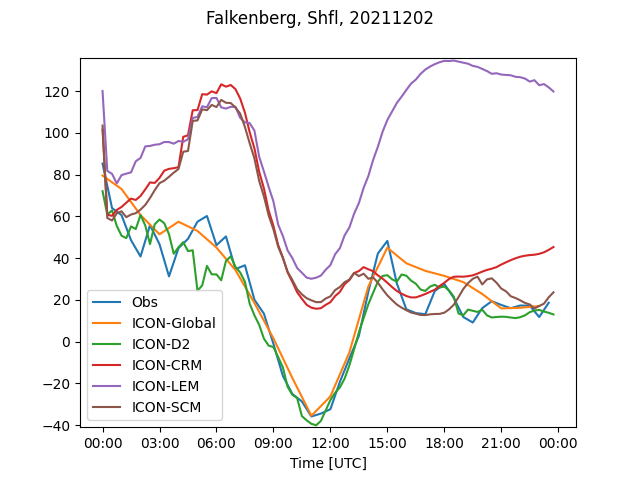 Falkenberg, Shfl, 20211202
120
100
80
60
40
20
0
−20
−40
Obs
ICON-Global
ICON-D2
ICON-CRM
ICON-LEM
ICON-SCM
00:00 03:00 06:00 09:00 12:00 15:00 18:00 21:00 00:00
Time [UTC]